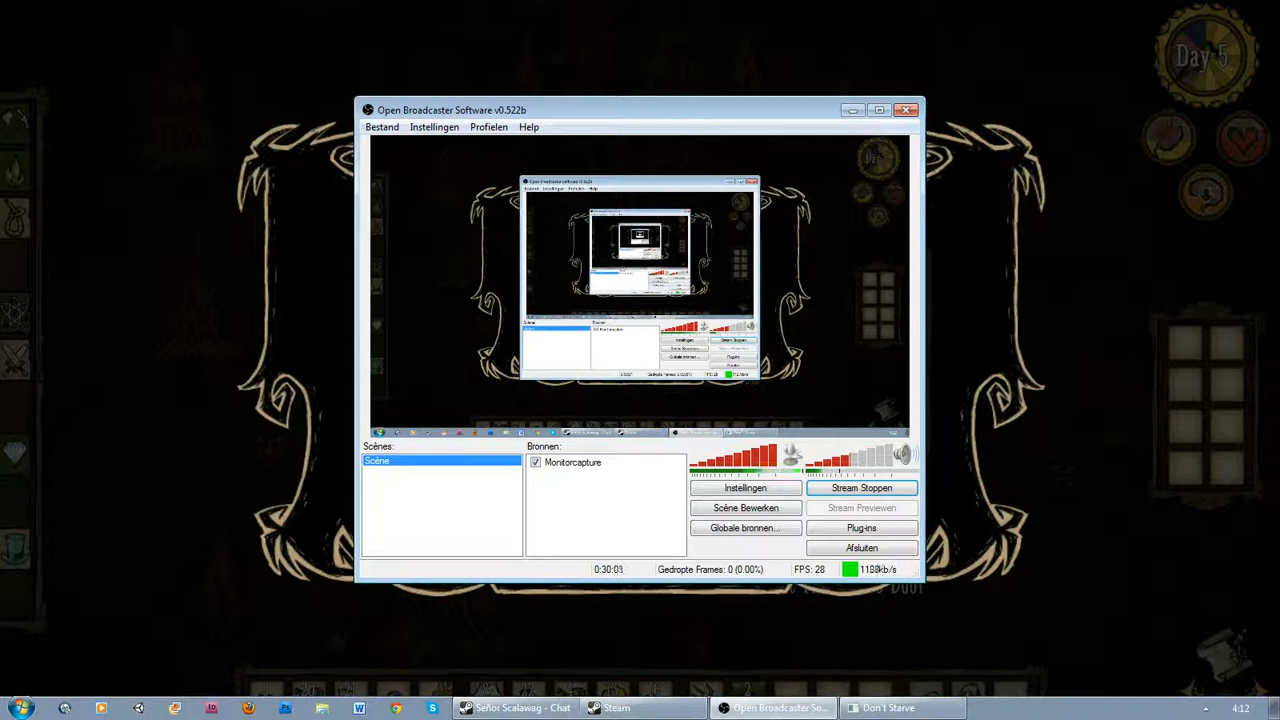 Day 5
Open Broadcaster Software v0.522b
Bestand Instellingen Profielen Help
Scènes:
Scène
Bronnen:
Monitorcapture
Instellingen
Stream Stoppen
Scène Bewerken
Stream Previewen
Globale bronnen...
Plug-ins
Afsluiten
0:30:03
Gedropte Frames: 0 (0.00%)
FPS: 28
Señor Scalawag - Chat
Steam
Open Broadcaster So...
Don't Starve
4:12